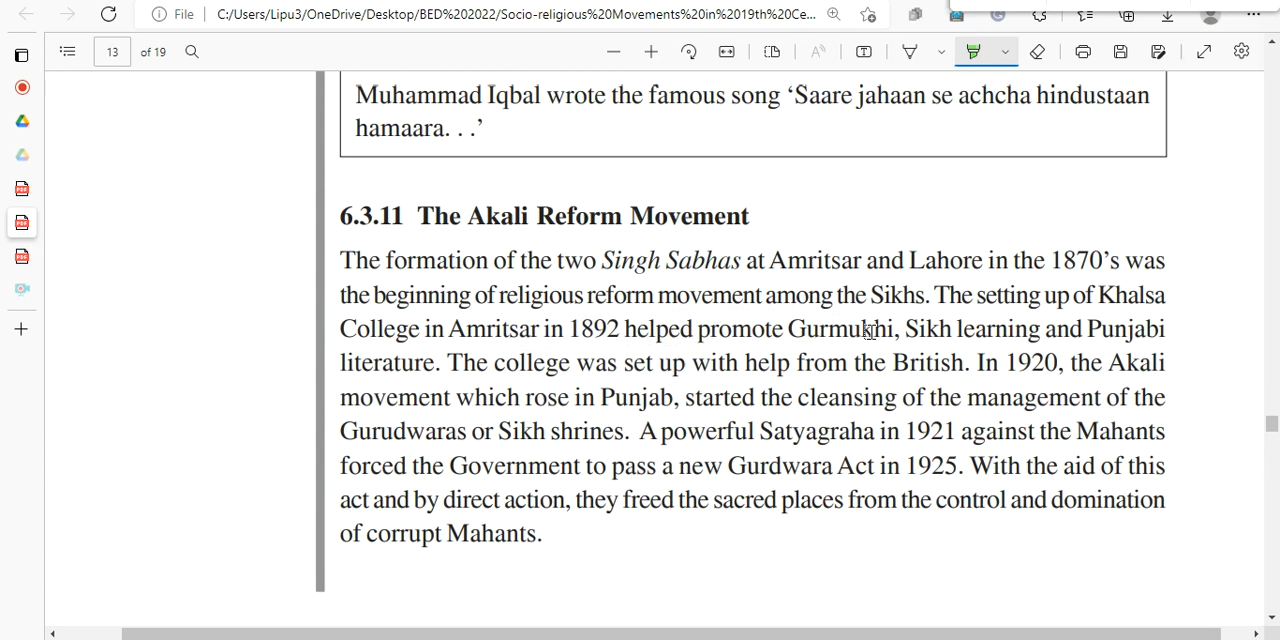 File
C:/Users/Lipu3/OneDrive/Desktop/BED%202022/Socio-religious%20Movements%20in%2019th%20Ce...
13 of 19
Muhammad Iqbal wrote the famous song ‘Saare jahaan se achcha hindustaan
hamaara. . .’
6.3.11 The Akali Reform Movement
The formation of the two Singh Sabhas at Amritsar and Lahore in the 1870’s was
the beginning of religious reform movement among the Sikhs. The setting up of Khalsa
College in Amritsar in 1892 helped promote Gurmukhi, Sikh learning and Punjabi
literature. The college was set up with help from the British. In 1920, the Akali
movement which rose in Punjab, started the cleansing of the management of the
Gurudwaras or Sikh shrines. A powerful Satyagraha in 1921 against the Mahants
forced the Government to pass a new Gurdwara Act in 1925. With the aid of this
act and by direct action, they freed the sacred places from the control and domination
of corrupt Mahants.